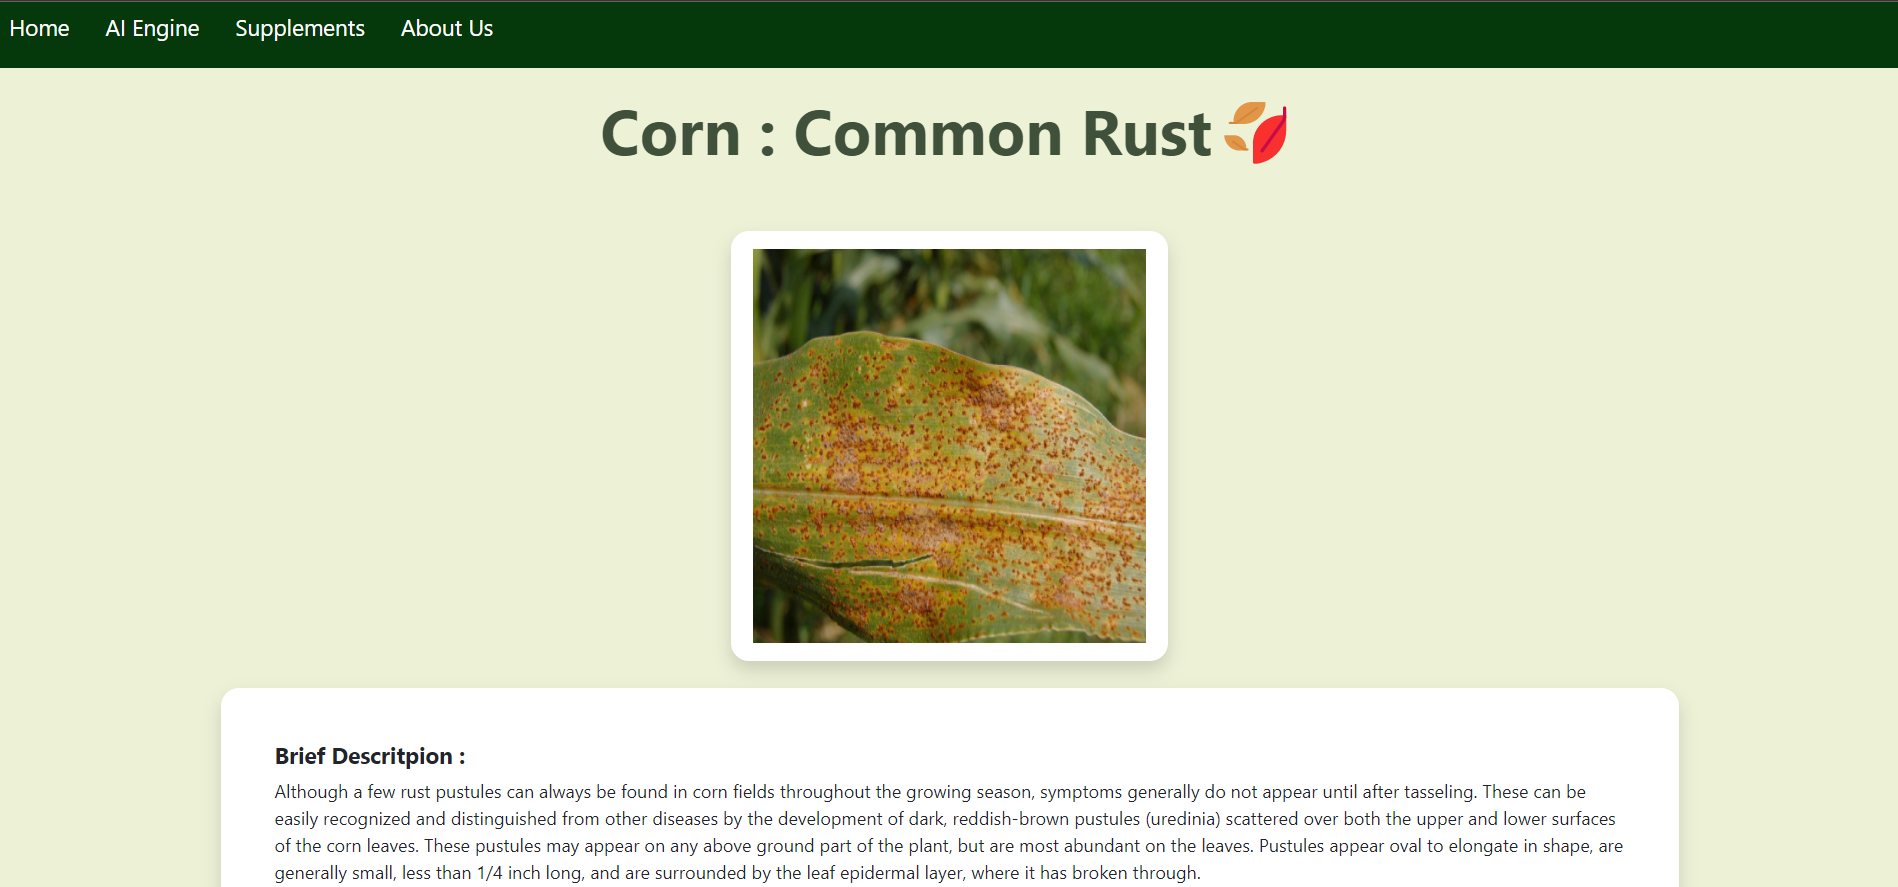 Home AI Engine Supplements About Us
Corn : Common Rust
Brief Descritpion :
Although a few rust pustules can always be found in corn fields throughout the growing season, symptoms generally do not appear until after tasseling. These can be
easily recognized and distinguished from other diseases by the development of dark, reddish-brown pustules (uredinia) scattered over both the upper and lower surfaces
of the corn leaves. These pustules may appear on any above ground part of the plant, but are most abundant on the leaves. Pustules appear oval to elongate in shape, are
generally small, less than 1/4 inch long, and are surrounded by the leaf epidermal layer, where it has broken through.